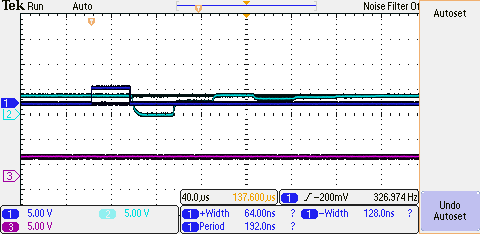 Tek Run Auto Noise Filter Of
Autoset
1
2
3
40.0µs 137.600µs 1 -200mV 326.974 Hz
1 5.00 V 2 5.00 V 1 +Width 64.00ns ? 1 -Width 128.0ns ?
3 5.00 V 1 Period 192.0ns ?
Undo
Autoset